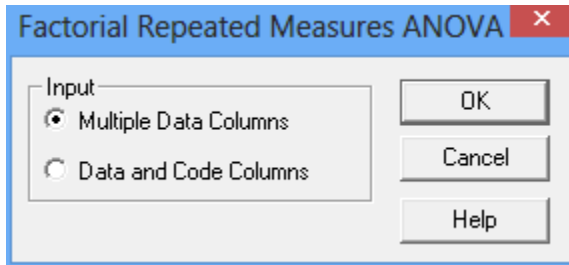 Factorial Repeated Measures ANOVA
Input
Multiple Data Columns
Data and Code Columns
OK
Cancel
Help